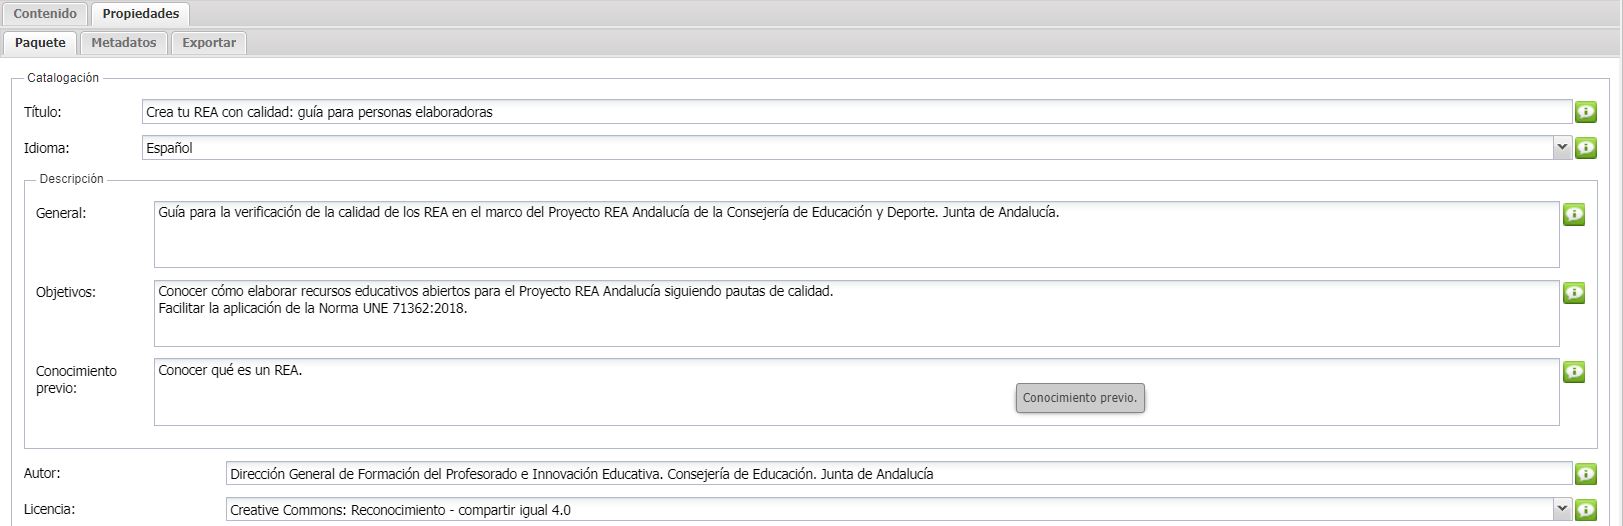 Contenido Propiedades
Paquete Metadatos Exportar
Catalogación
Título: Crea tu REA con calidad: guía para personas elaboradoras
Idioma: Español
Descripción
General: Guía para la verificación de la calidad de los REA en el marco del Proyecto REA Andalucía de la Consejería de Educación y Deporte. Junta de Andalucía.
Objetivos: Conocer cómo elaborar recursos educativos abiertos para el Proyecto REA Andalucía siguiendo pautas de calidad.
Facilitar la aplicación de la Norma UNE 71362:2018.
Conocimiento previo: Conocer qué es un REA.
Conocimiento previo.
Autor: Dirección General de Formación del Profesorado e Innovación Educativa. Consejería de Educación. Junta de Andalucía
Licencia: Creative Commons: Reconocimiento - compartir igual 4.0